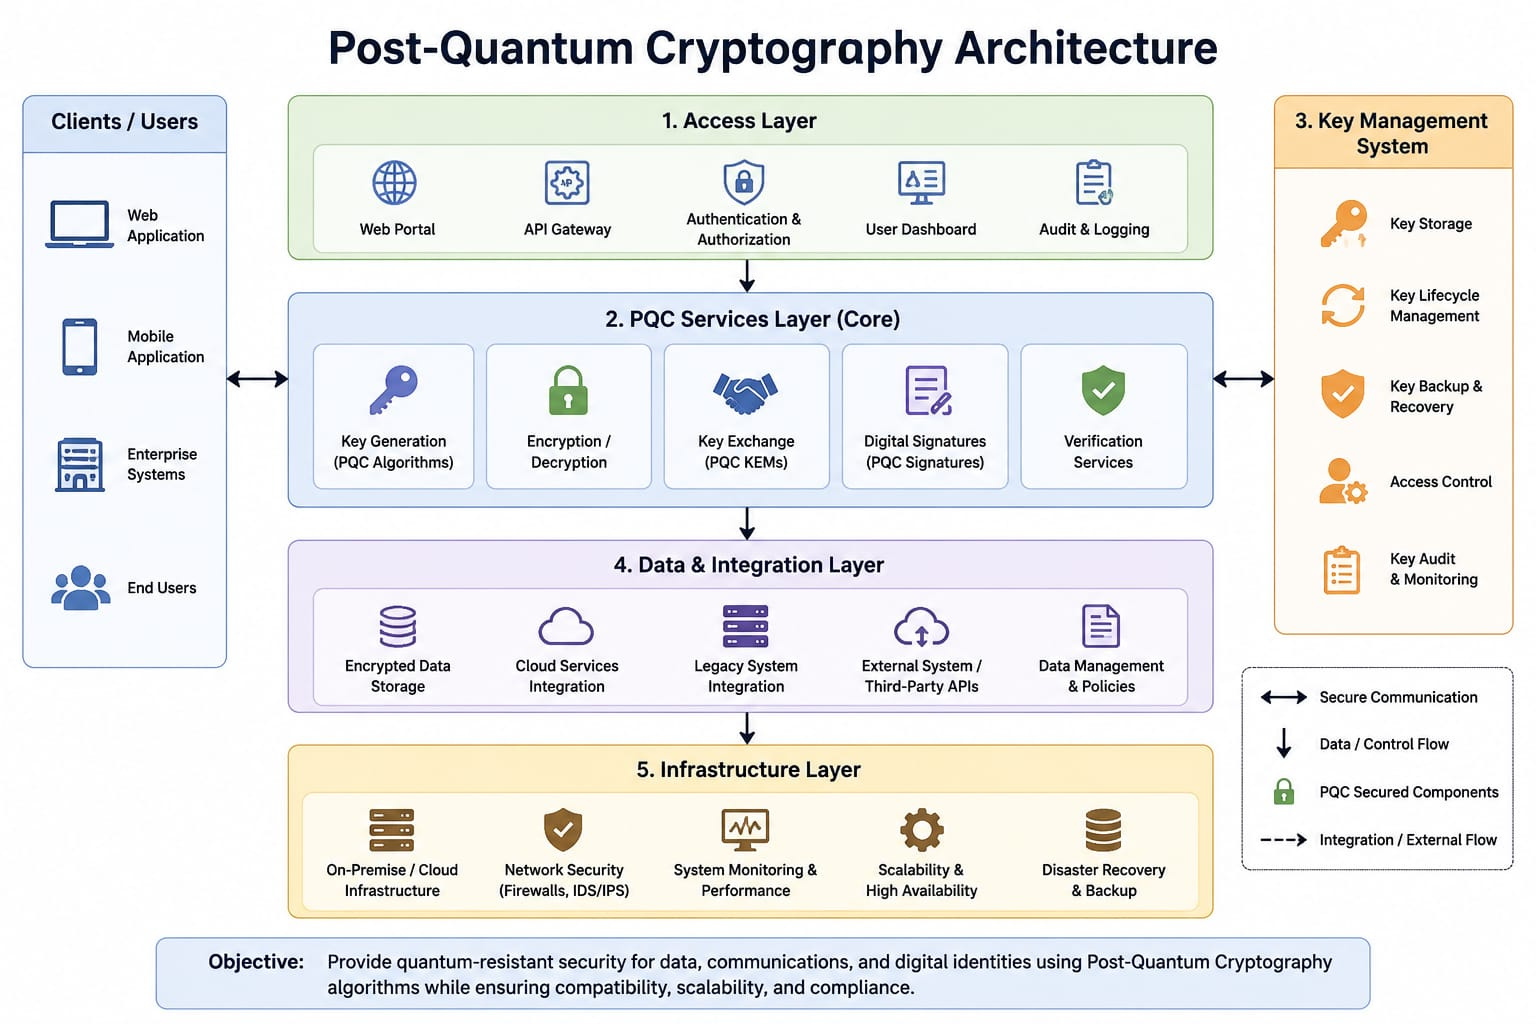 Post-Quantum Cryptography Architecture
Clients / Users
Web
Application
Mobile
Application
Enterprise
Systems
End Users
1. Access Layer
Web Portal
API
API Gateway
Authentication &
Authorization
User Dashboard
Audit & Logging
2. PQC Services Layer (Core)
Key Generation
(PQC Algorithms)
Encryption /
Decryption
Key Exchange
(PQC KEMs)
Digital Signatures
(PQC Signatures)
Verification
Services
3. Key Management
System
Key Storage
Key Lifecycle
Management
Key Backup &
Recovery
Access Control
Key Audit
& Monitoring
4. Data & Integration Layer
Encrypted Data
Storage
Cloud Services
Integration
Legacy System
Integration
External System /
Third-Party APIs
Data Management
& Policies
5. Infrastructure Layer
On-Premise / Cloud
Infrastructure
Network Security
(Firewalls, IDS/IPS)
System Monitoring &
Performance
Scalability &
High Availability
Disaster Recovery
& Backup
Secure Communication
Data / Control Flow
PQC Secured Components
Integration / External Flow
Objective: Provide quantum-resistant security for data, communications, and digital identities using Post-Quantum Cryptography
algorithms while ensuring compatibility, scalability, and compliance.